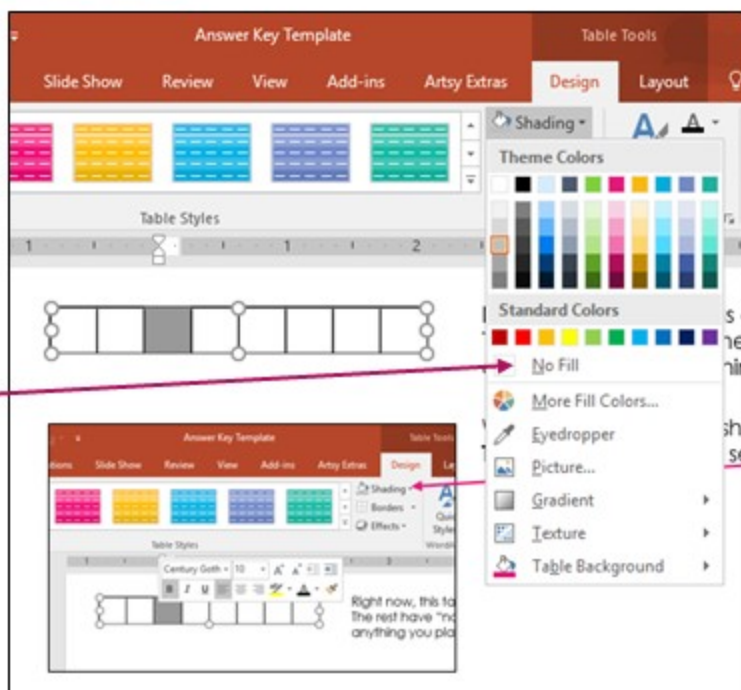 Answer Key Template
Table Tools
Slide Show Review View Add-ins Artsy Extras Design Layout
Shading
A A
Theme Colors
Table Styles
1 1 2
Standard Colors
No Fill
More Fill Colors...
Eyedropper
Picture...
Gradient
Texture
Table Background
Answer Key Template
Table Tools
Slide Show Review View Add-ins Artsy Extras Design
Shading
Borders
Effects
Table Styles
Century Goth 10 A A
B I U A
Right now, this ta
The rest have "no
anything you pla